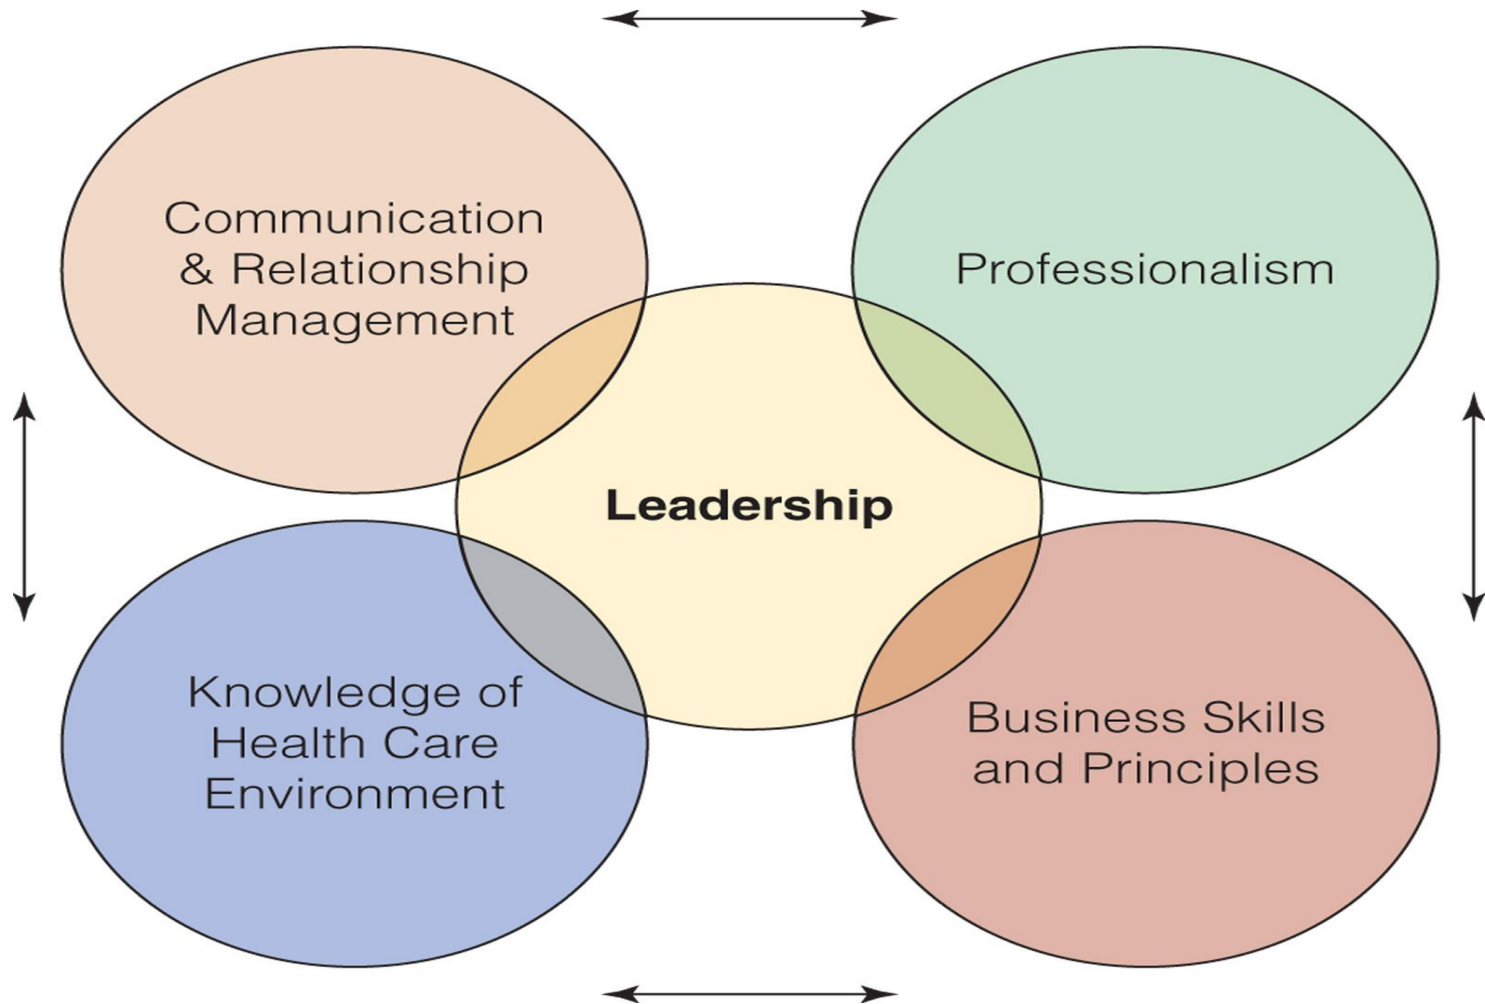 Communication
& Relationship
Management
Professionalism
Leadership
Knowledge of
Health Care
Environment
Business Skills
and Principles